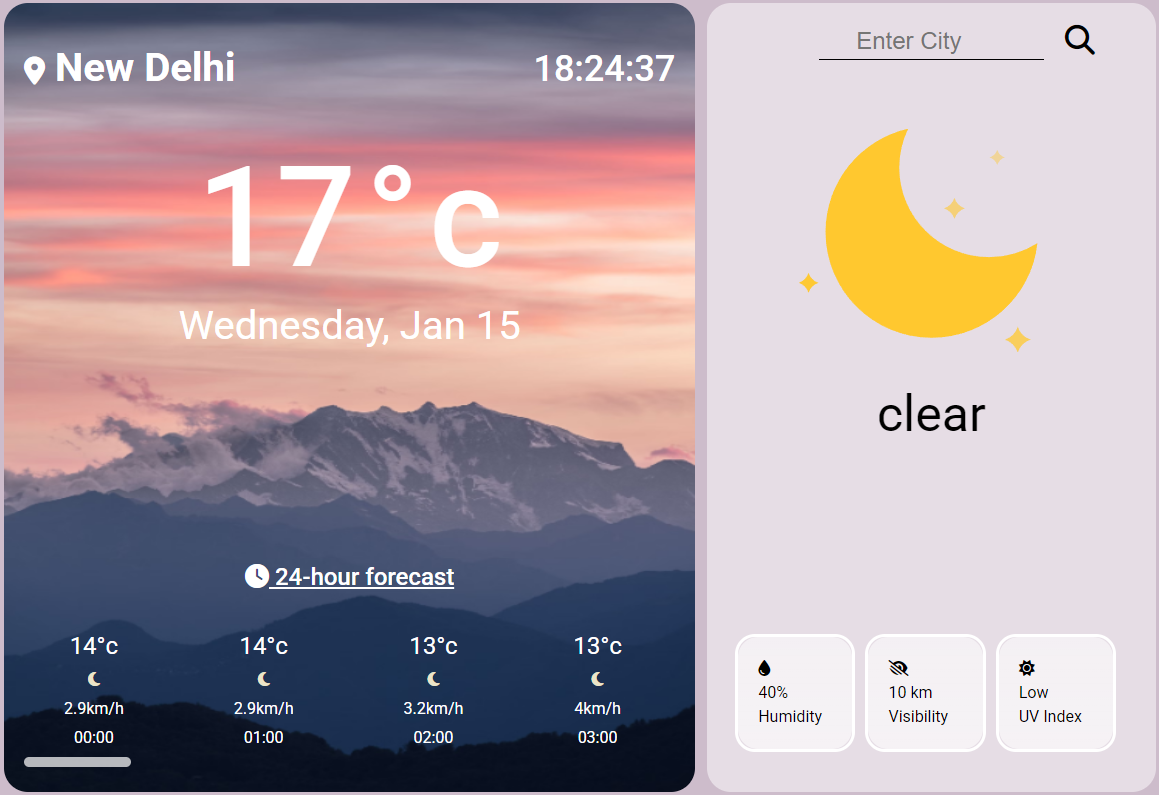 New Delhi
18:24:37
17°c
Wednesday, Jan 15
24-hour forecast
14°c 14°c 13°c 13°c
2.9km/h 2.9km/h 3.2km/h 4km/h
00:00 01:00 02:00 03:00
Enter City
clear
40%
Humidity
10 km
Visibility
Low
UV Index